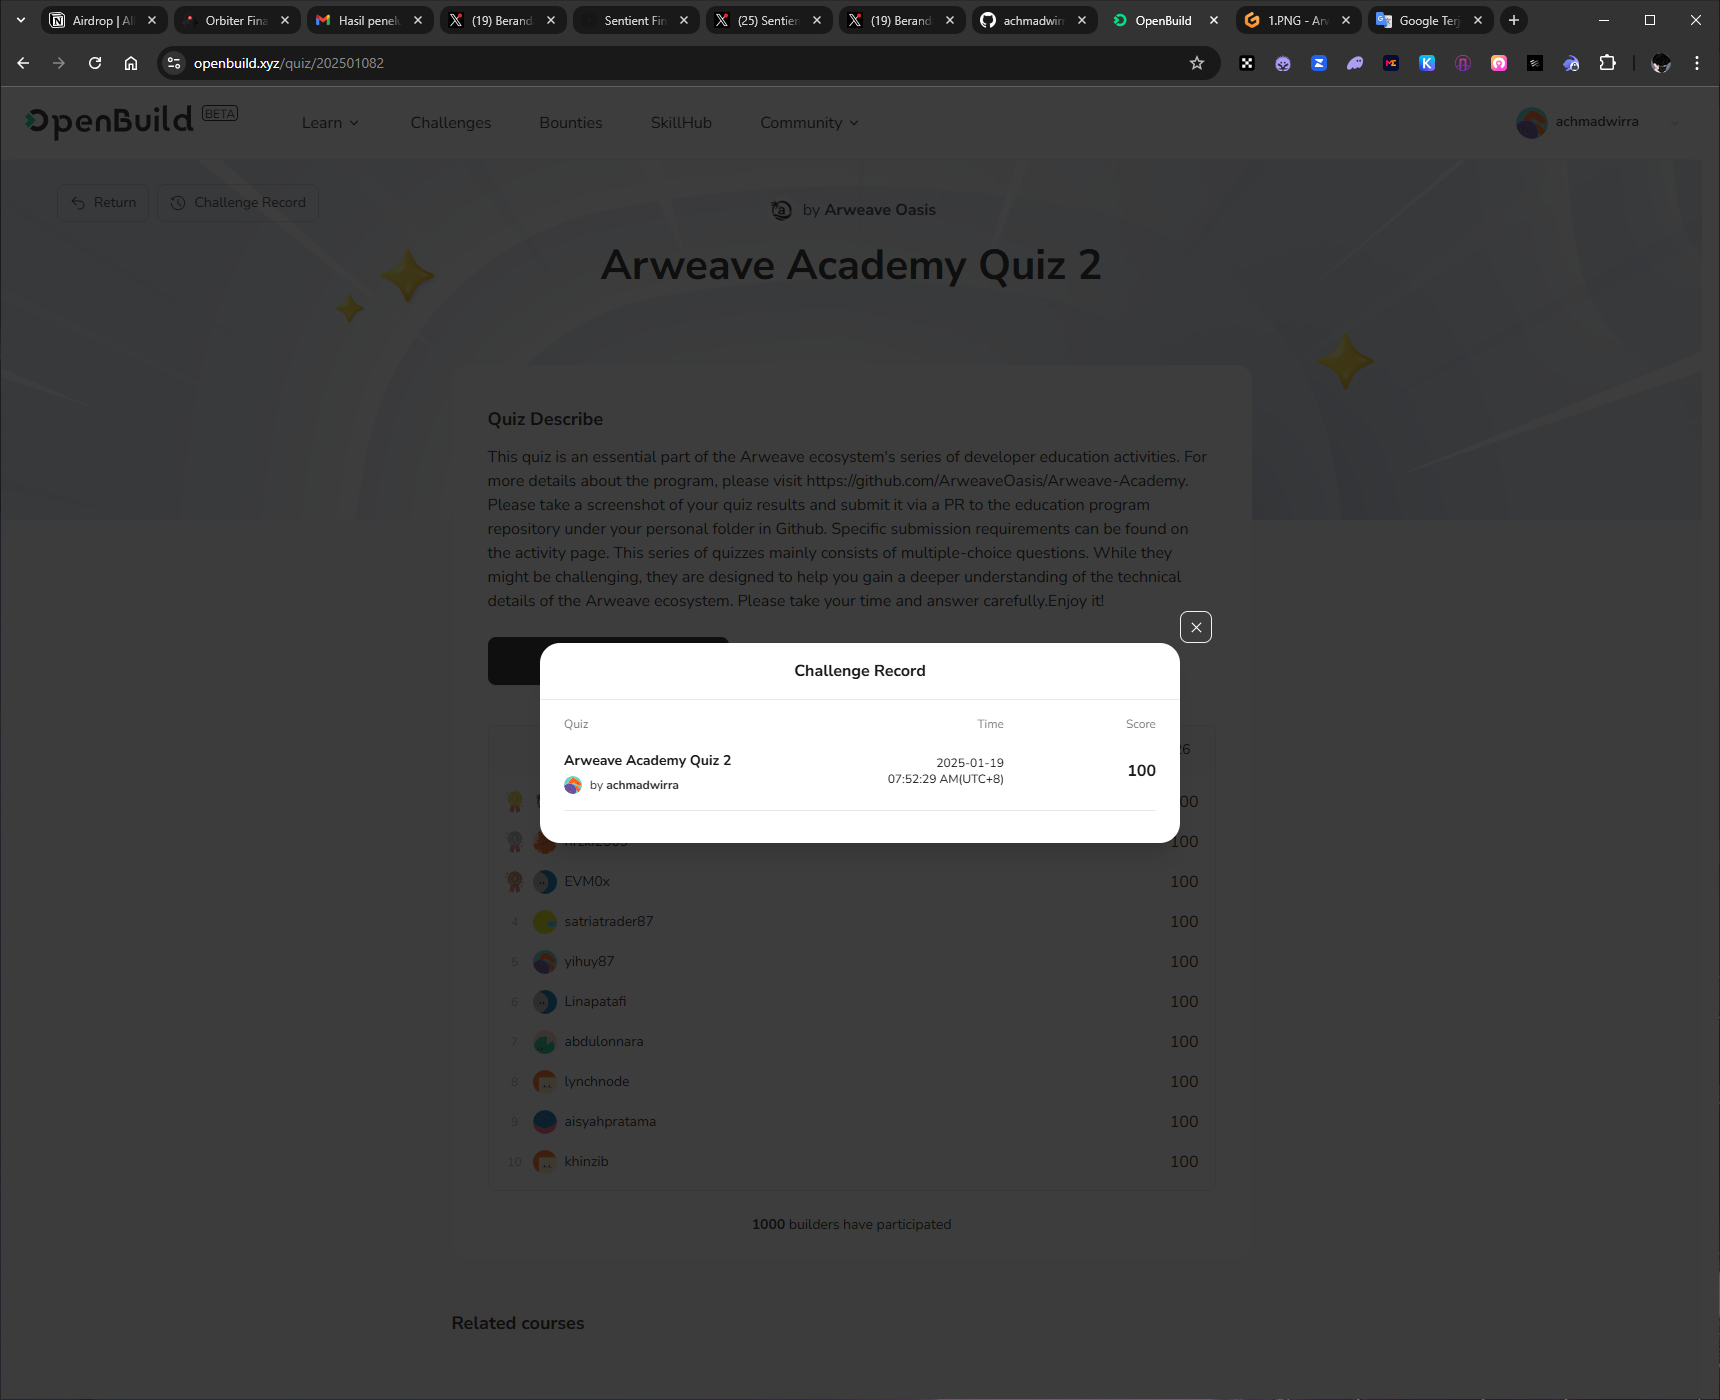 Airdrop | Al
Orbiter Fina
Hasil penel
(19) Berand
Sentient Fin
(25) Sentien
(19) Berand
achmadwirr
OpenBuild
1.PNG - Arw
Google Terj
openbuild.xyz/quiz/202501082
OpenBuild BETA
Learn
Challenges
Bounties
SkillHub
Community
achmadwirra
Return
Challenge Record
by Arweave Oasis
Arweave Academy Quiz 2
Quiz Describe
This quiz is an essential part of the Arweave ecosystem's series of developer education activities. For
more details about the program, please visit https://github.com/ArweaveOasis/Arweave-Academy.
Please take a screenshot of your quiz results and submit it via a PR to the education program
repository under your personal folder in Github. Specific submission requirements can be found on
the activity page. This series of quizzes mainly consists of multiple-choice questions. While they
might be challenging, they are designed to help you gain a deeper understanding of the technical
details of the Arweave ecosystem. Please take your time and answer carefully.Enjoy it!
Challenge Record
Quiz Time Score
Arweave Academy Quiz 2
by achmadwirra
2025-01-19
07:52:29 AM(UTC+8)
100
26
00
100
EVM0x 100
4 satriatrader87 100
5 yihuy87 100
6 Linapatafi 100
7 abdulonnara 100
8 lynchnode 100
9 aisyahpratama 100
10 khinzib 100
1000 builders have participated
Related courses